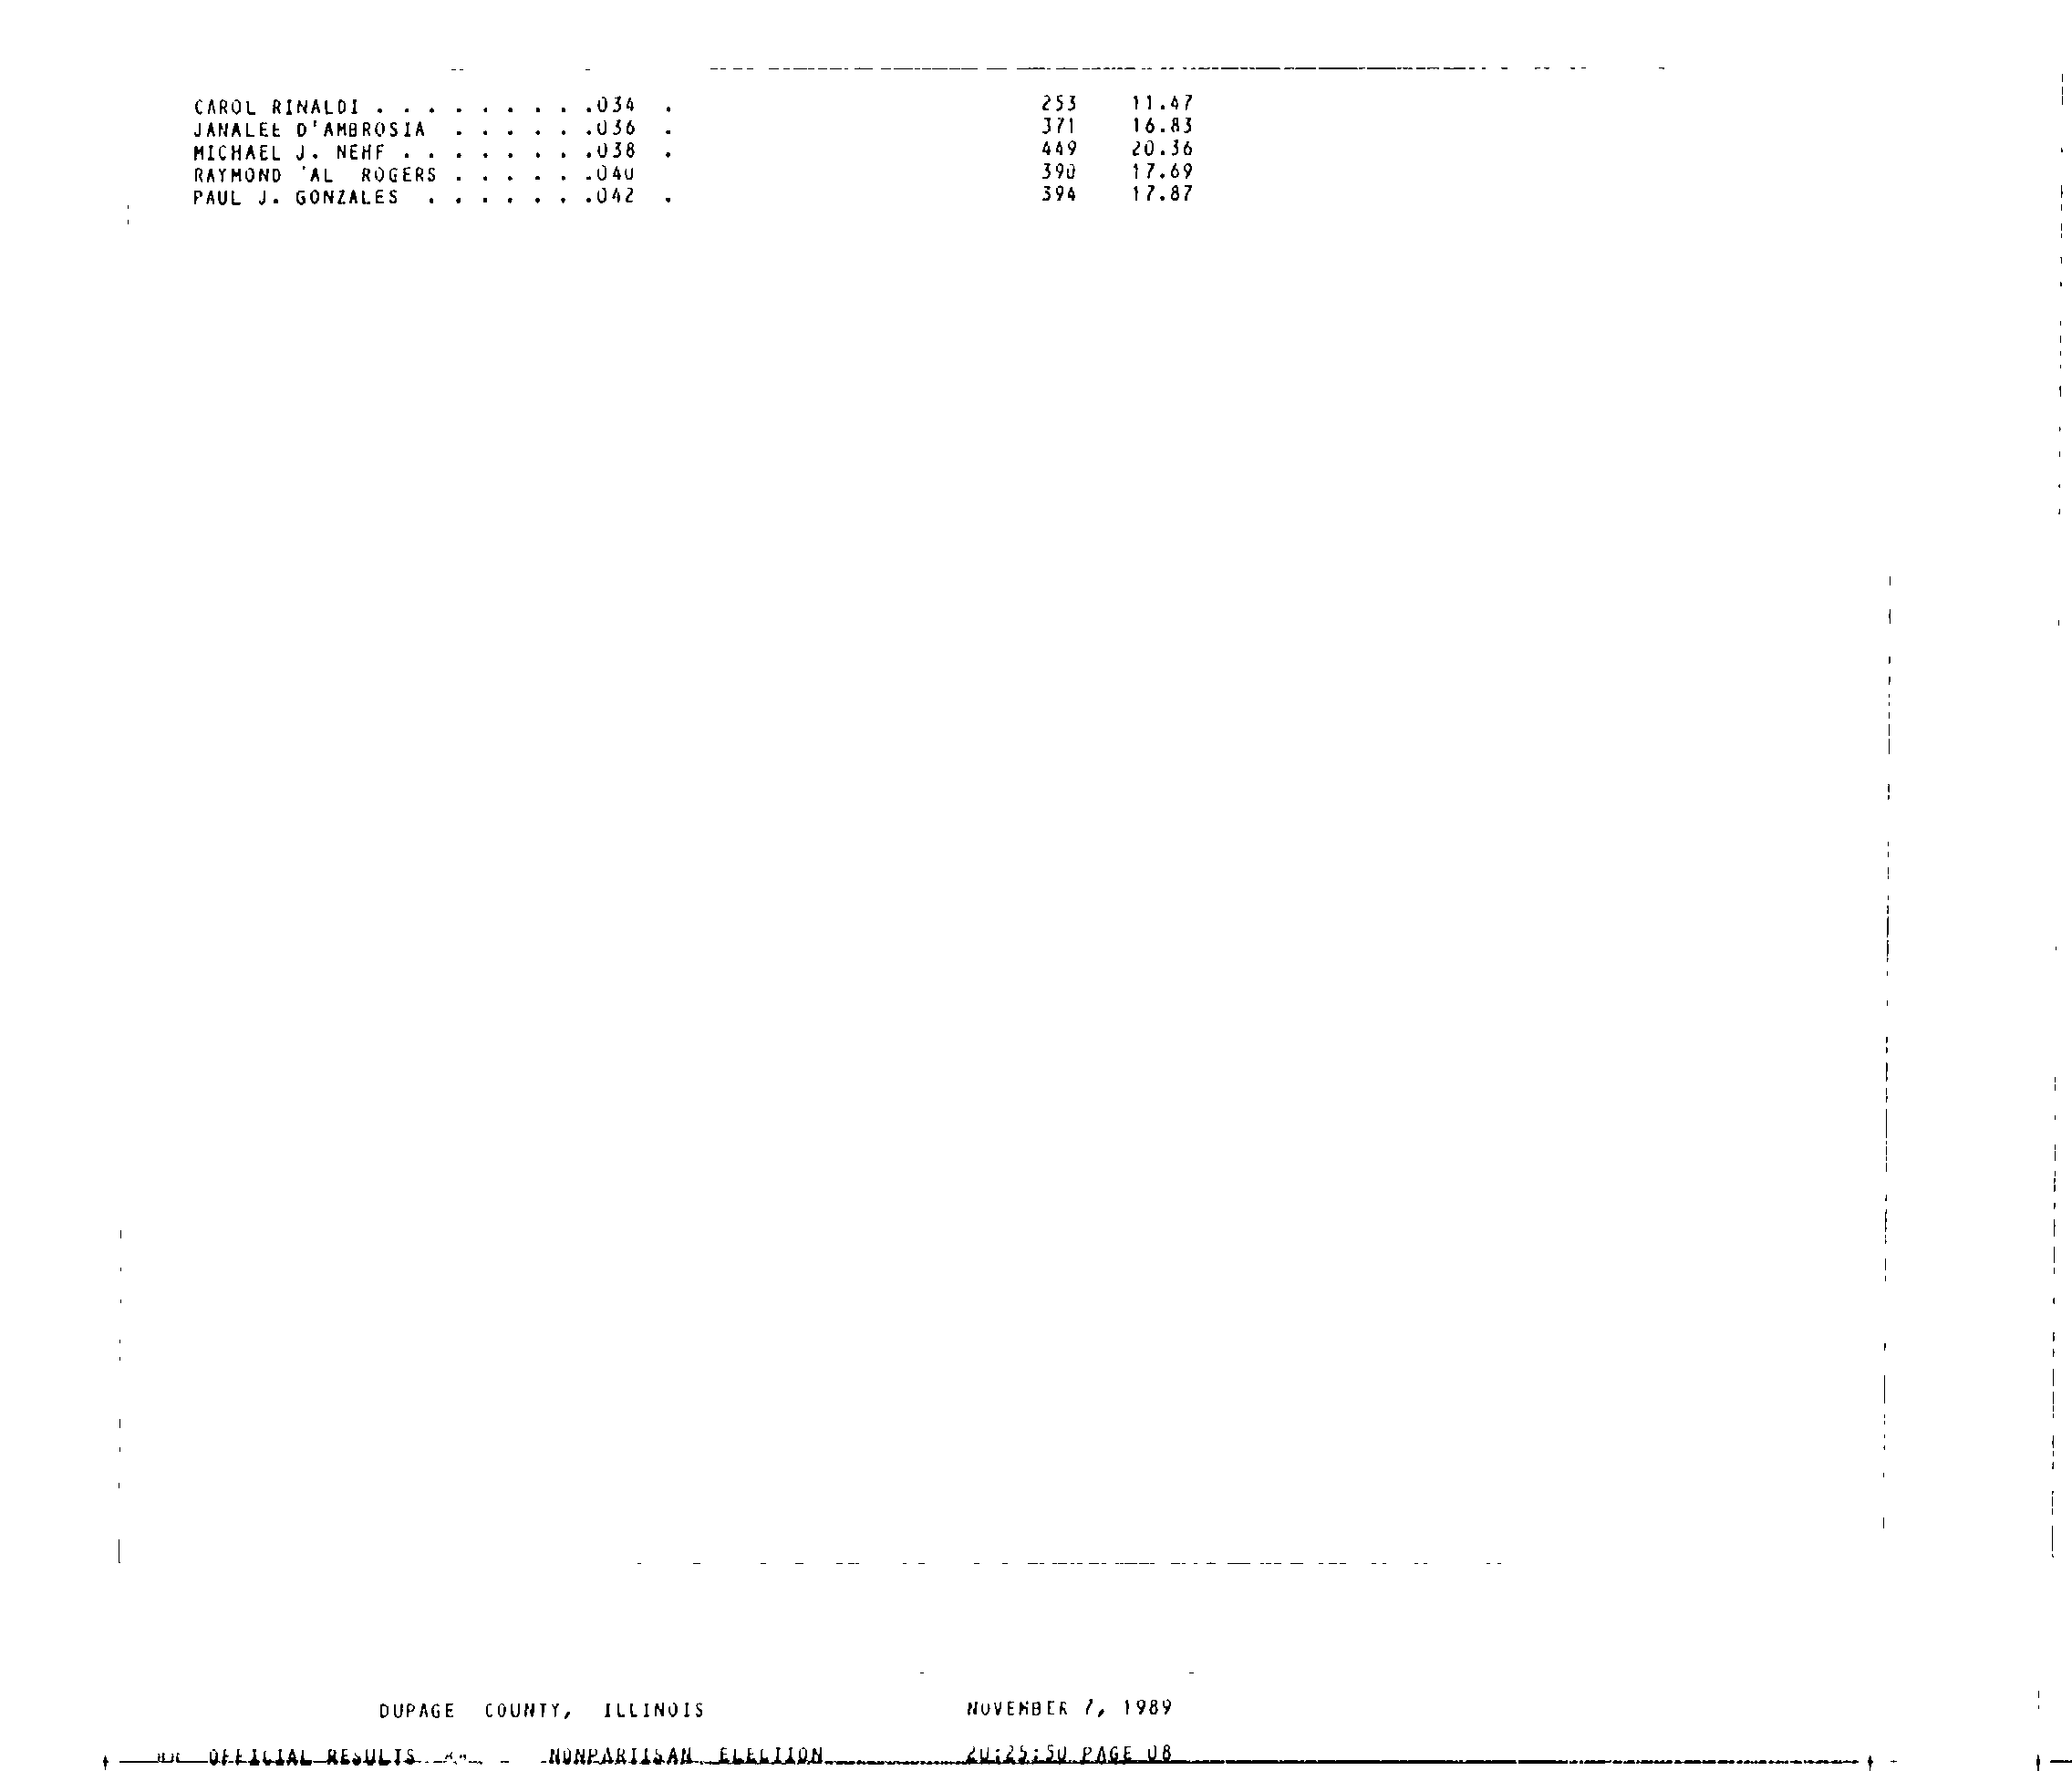 CAROL RINALDI . . . . . . . . .034 . 253 11.47
JANALEE D'AMBROSIA . . . . . .036 . 371 16.83
MICHAEL J. NEHF . . . . . . . .038 . 449 20.36
RAYMOND 'AL ROGERS . . . . . .040 390 17.69
PAUL J. GONZALES . . . . . . .042 . 394 17.87
DUPAGE COUNTY, ILLINOIS NOVEMBER 7, 1989
OFFICIAL RESULTS NONPARTISAN ELECTION 20:25:50 PAGE 08